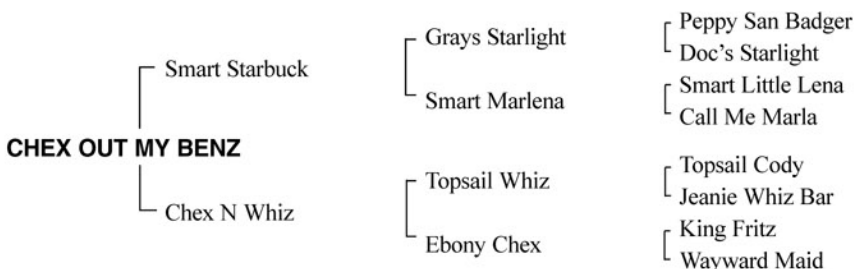 Peppy San Badger
Grays Starlight
Doc's Starlight
Smart Starbuck
Smart Little Lena
Smart Marlena
Call Me Marla
CHEX OUT MY BENZ
Topsail Cody
Topsail Whiz
Jeanie Whiz Bar
Chex N Whiz
King Fritz
Ebony Chex
Wayward Maid